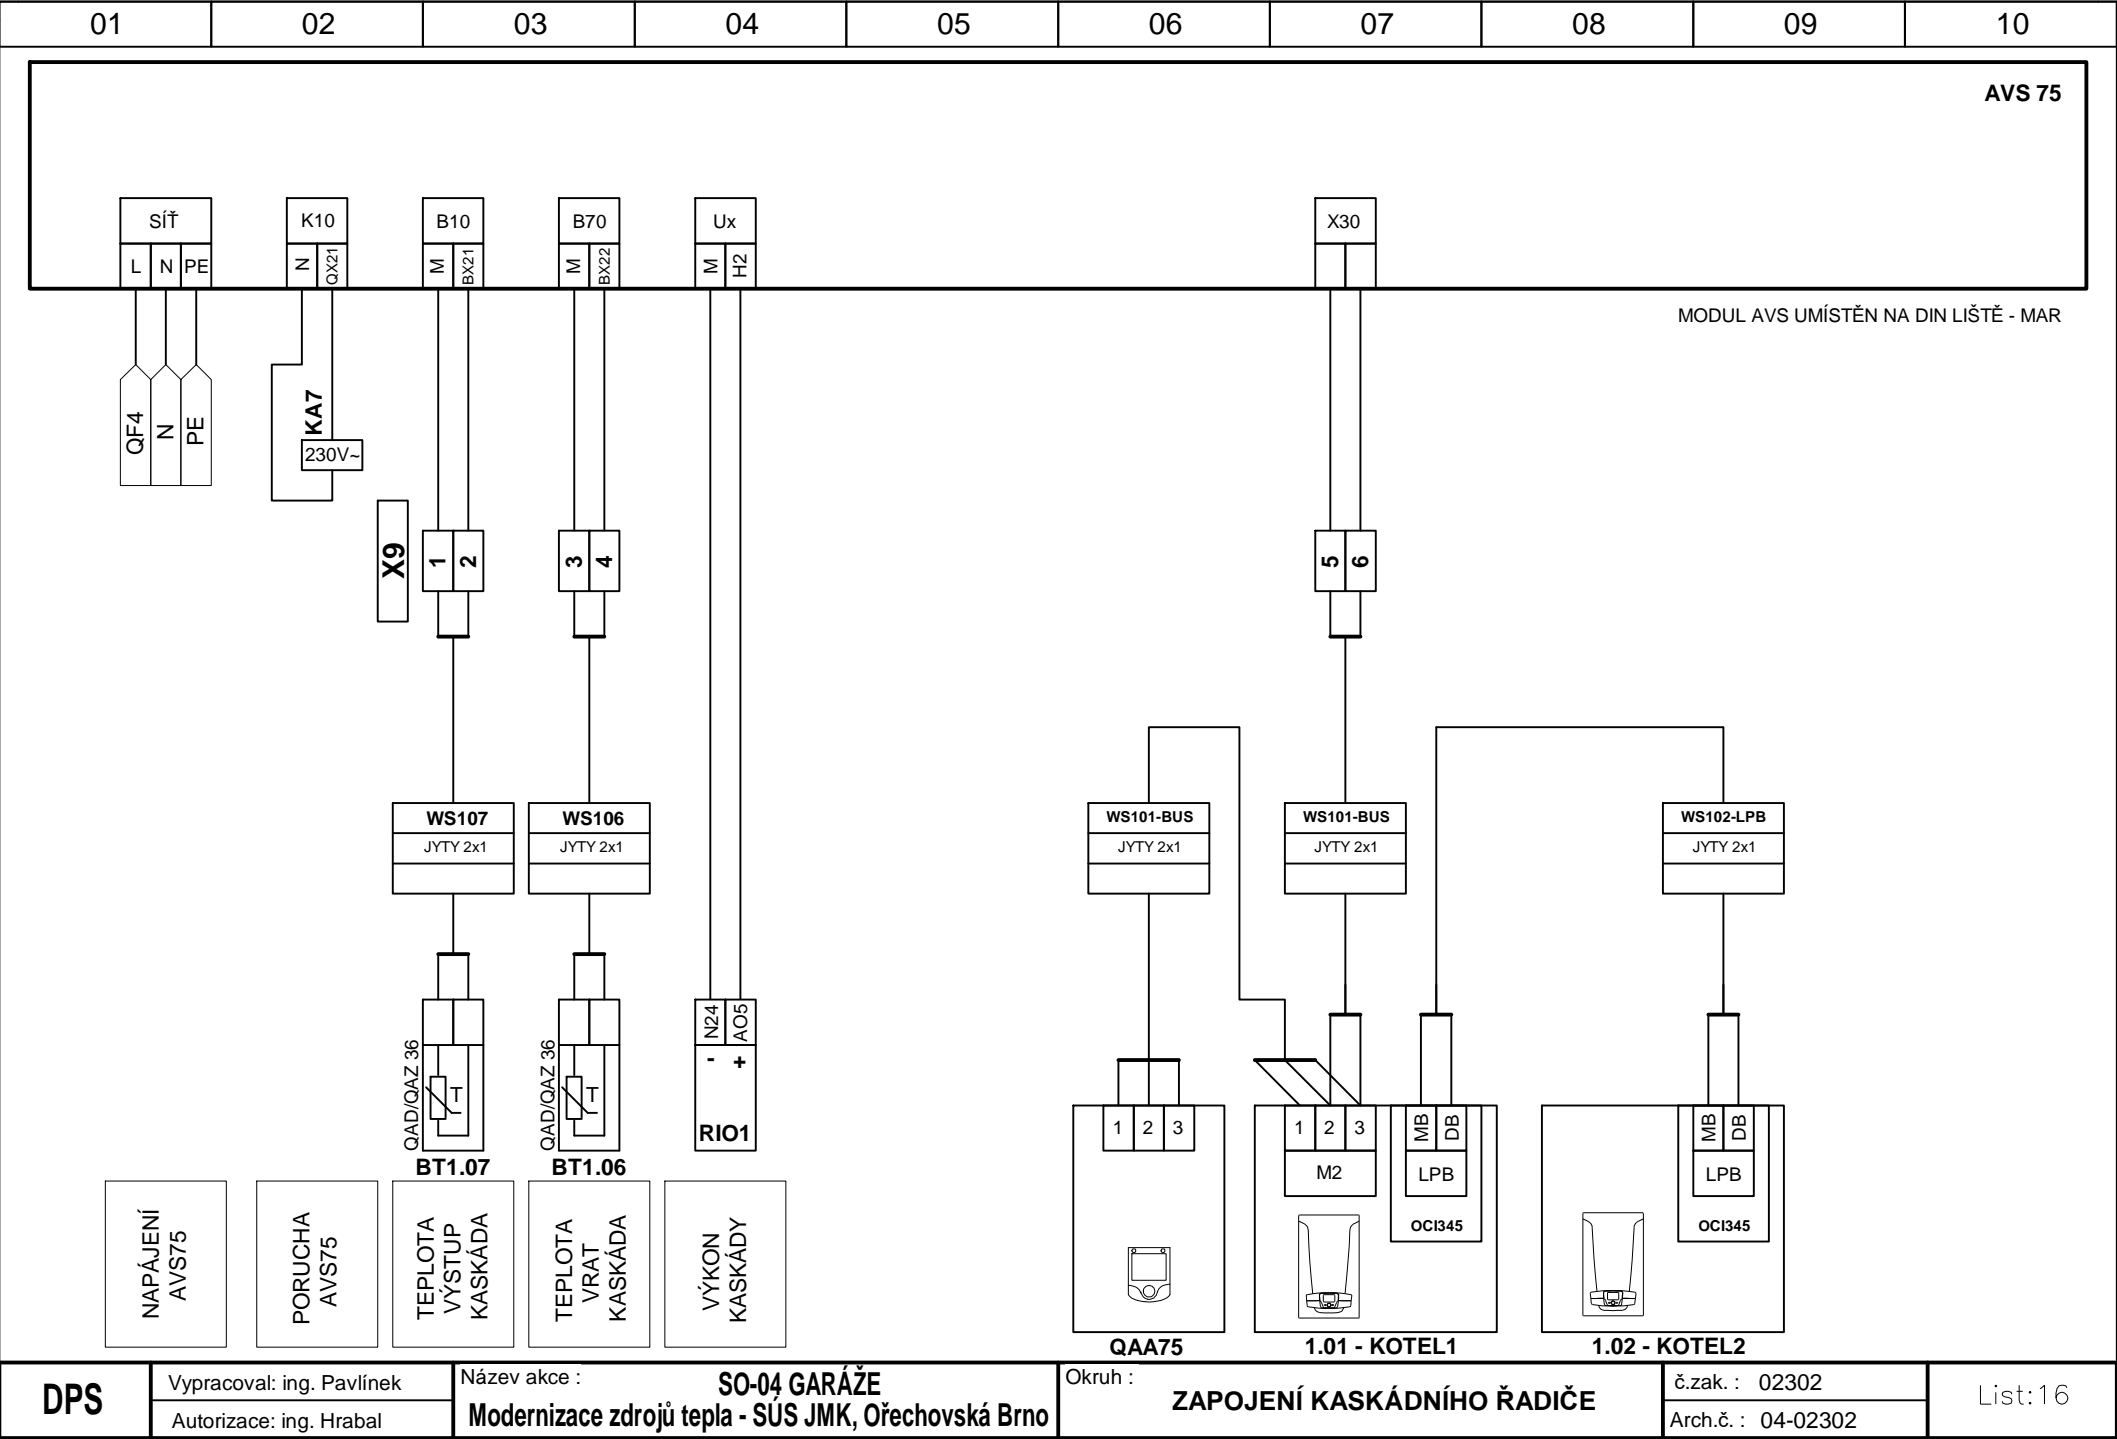 01 02 03 04 05 06 07 08 09 10
AVS 75
SÍŤ K10 B10 B70 Ux X30
L N PE N QX21 M BX21 M BX22 M H2
MODUL AVS UMÍSTĚN NA DIN LIŠTĚ - MAR
QF4 N PE
KA7
230V~
X9 1 2 3 4 5 6
WS107 WS106 WS101-BUS WS101-BUS WS102-LPB
JYTY 2x1 JYTY 2x1 JYTY 2x1 JYTY 2x1 JYTY 2x1
N24 AO5
- +
QAD/QAZ 36 T QAD/QAZ 36 T
RIO1
1 2 3 1 2 3 MB DB MB DB
M2 LPB LPB
OCI345 OCI345
BT1.07 BT1.06
NAPÁJENÍ
AVS75
PORUCHA
AVS75
TEPLOTA
VÝSTUP
KASKÁDA
TEPLOTA
VRAT
KASKÁDA
VÝKON
KASKÁDY
QAA75 1.01 - KOTEL1 1.02 - KOTEL2
DPS
Vypracoval: ing. Pavlínek
Autorizace: ing. Hrabal
Název akce :
SO-04 GARÁŽE
Modernizace zdrojů tepla - SÚS JMK, Ořechovská Brno
Okruh :
ZAPOJENÍ KASKÁDNÍHO ŘADIČE
č.zak. : 02302
Arch.č. : 04-02302
List:16